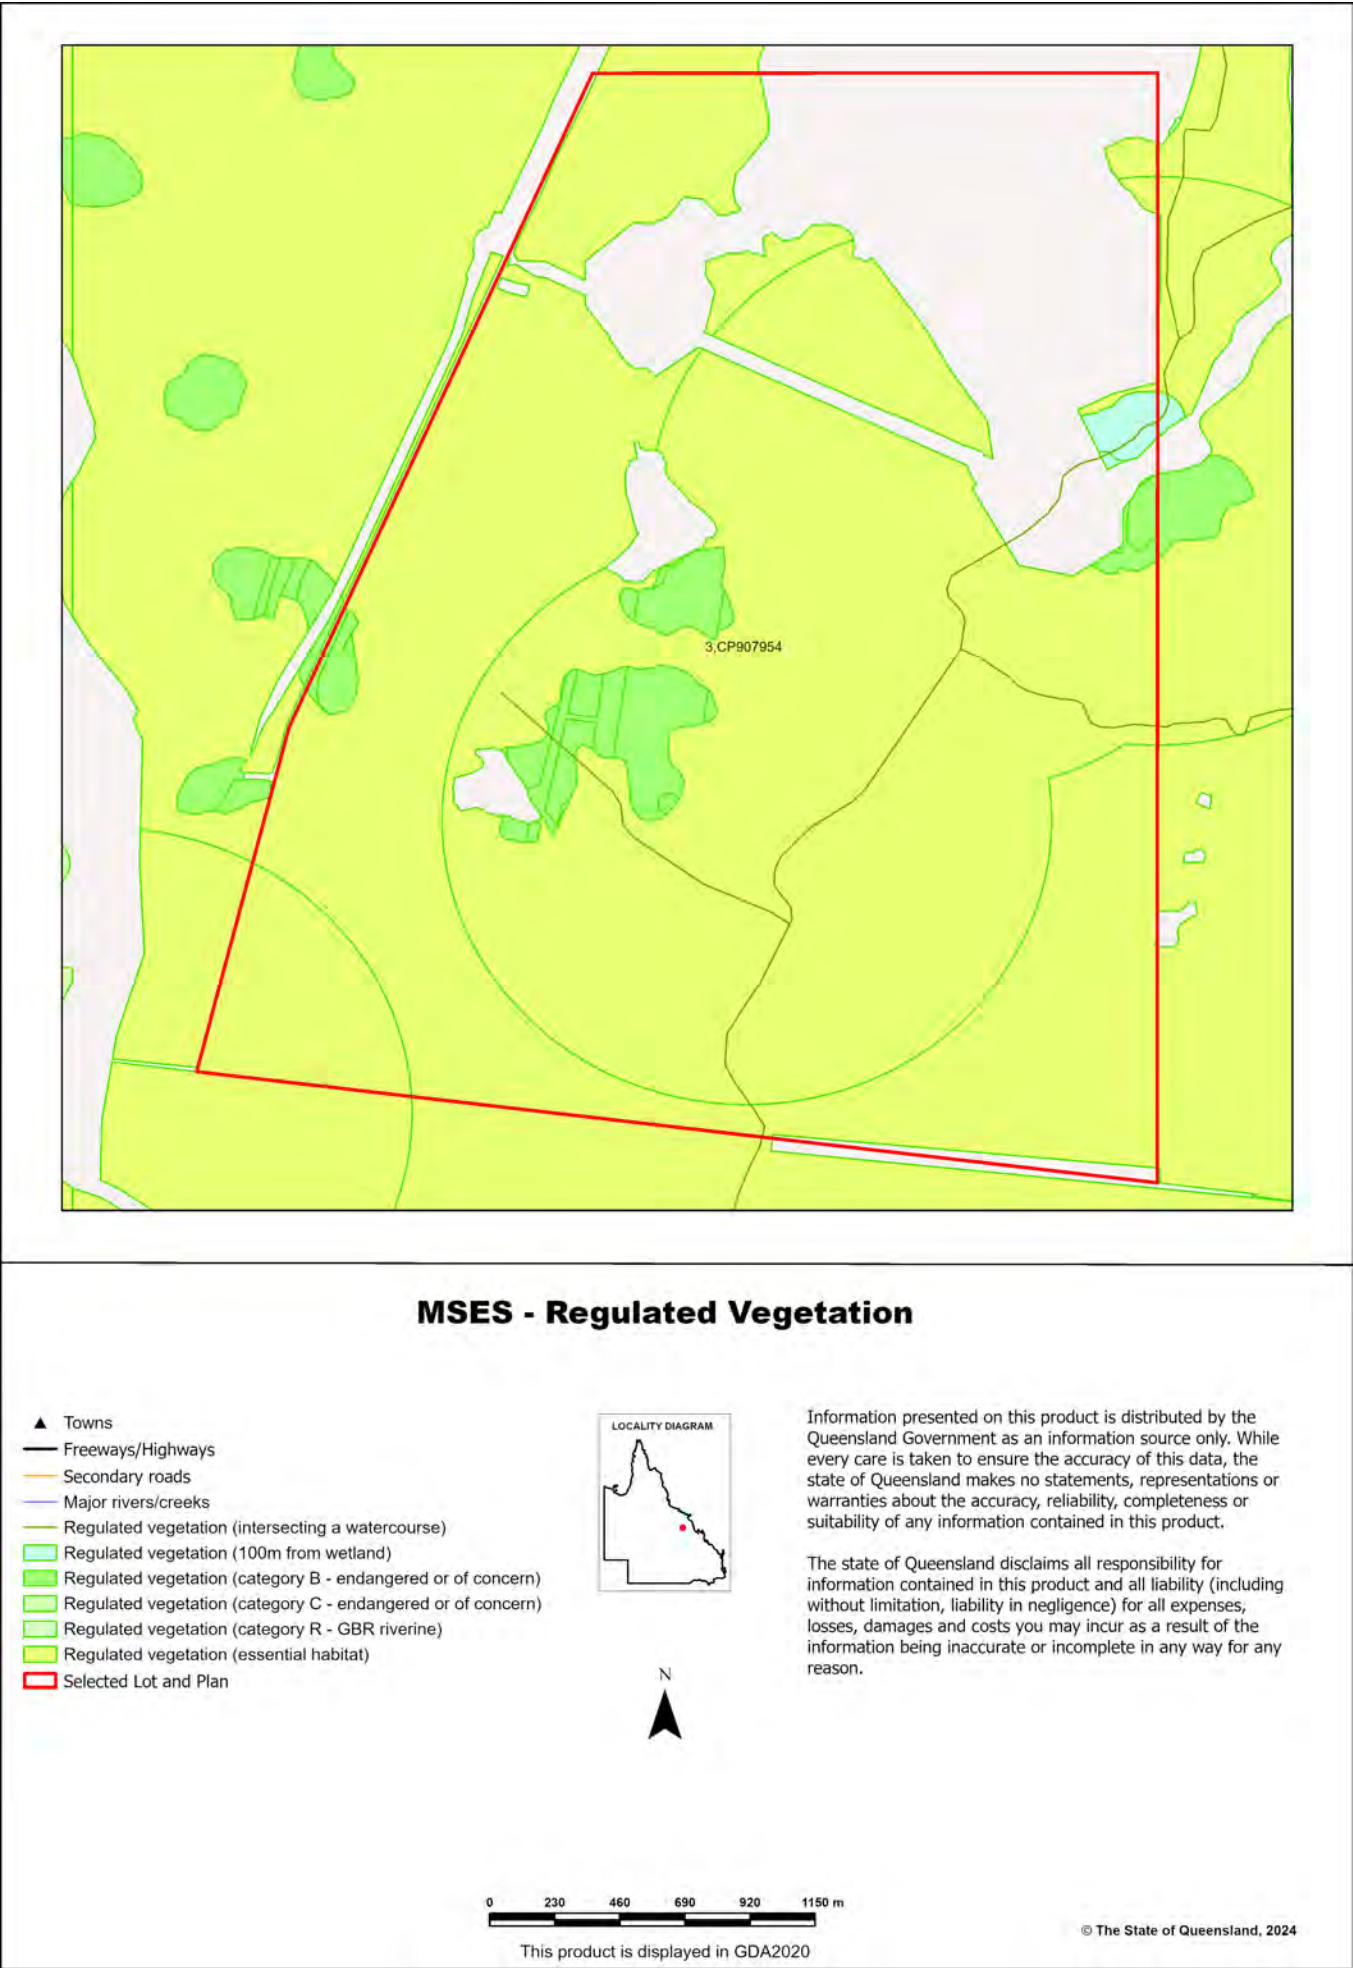 3,CP907954
MSES - Regulated Vegetation
Towns
Freeways/Highways
Secondary roads
Major rivers/creeks
Regulated vegetation (intersecting a watercourse)
Regulated vegetation (100m from wetland)
Regulated vegetation (category B - endangered or of concern)
Regulated vegetation (category C - endangered or of concern)
Regulated vegetation (category R - GBR riverine)
Regulated vegetation (essential habitat)
Selected Lot and Plan
LOCALITY DIAGRAM
N
Information presented on this product is distributed by the
Queensland Government as an information source only. While
every care is taken to ensure the accuracy of this data, the
state of Queensland makes no statements, representations or
warranties about the accuracy, reliability, completeness or
suitability of any information contained in this product.
The state of Queensland disclaims all responsibility for
information contained in this product and all liability (including
without limitation, liability in negligence) for all expenses,
losses, damages and costs you may incur as a result of the
information being inaccurate or incomplete in any way for any
reason.
0 230 460 690 920 1150 m
This product is displayed in GDA2020
© The State of Queensland, 2024